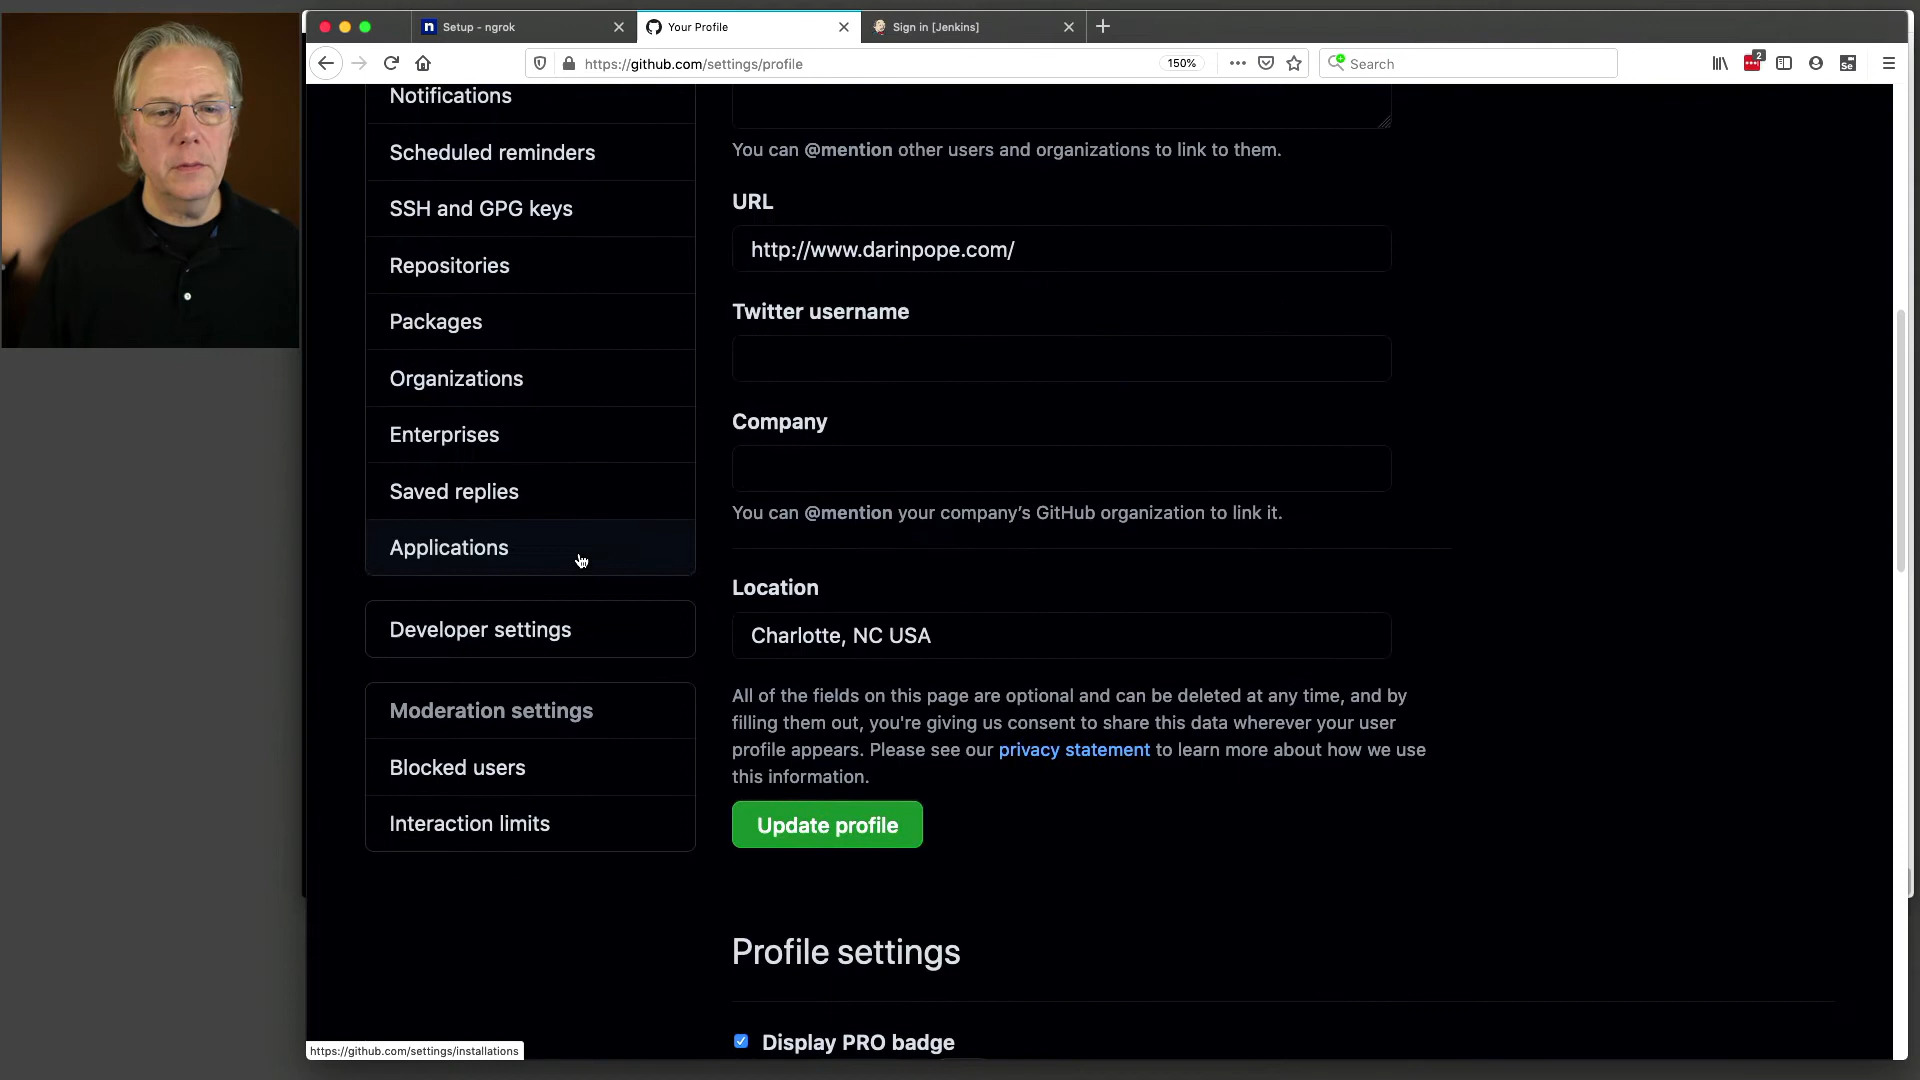 Setup - ngrok
Your Profile
Sign in [Jenkins]
https://github.com/settings/profile
150%
Search
2
Se
Notifications
Scheduled reminders
SSH and GPG keys
Repositories
Packages
Organizations
Enterprises
Saved replies
Applications
Developer settings
Moderation settings
Blocked users
Interaction limits
You can @mention other users and organizations to link to them.
URL
http://www.darinpope.com/
Twitter username
Company
You can @mention your company's GitHub organization to link it.
Location
Charlotte, NC USA
All of the fields on this page are optional and can be deleted at any time, and by
filling them out, you're giving us consent to share this data wherever your user
profile appears. Please see our privacy statement to learn more about how we use
this information.
Update profile
Profile settings
Display PRO badge
https://github.com/settings/installations